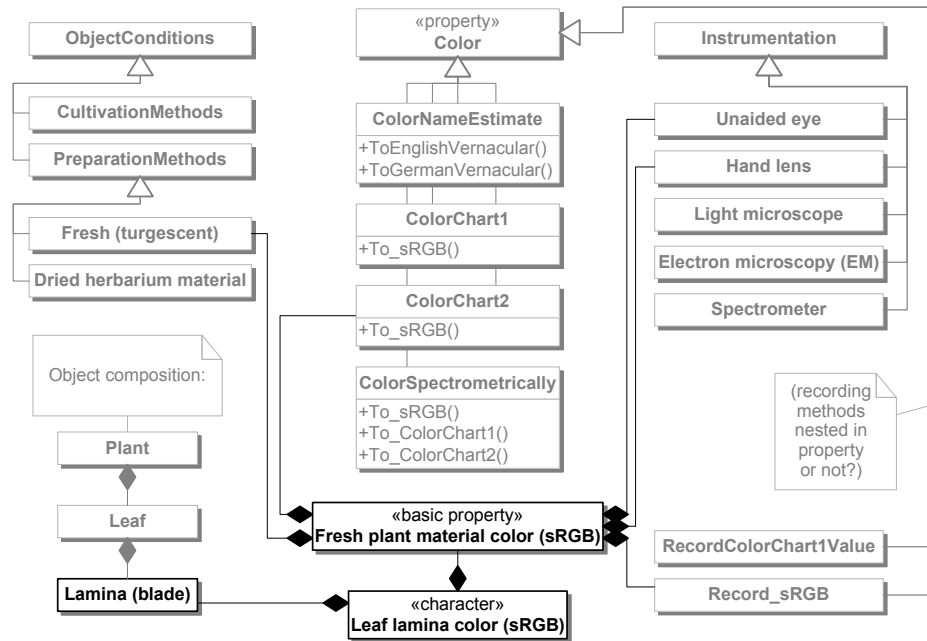 ObjectConditions
CultivationMethods
PreparationMethods
Fresh (turgescent)
Dried herbarium material
Object composition:
Plant
Leaf
Lamina (blade)
«property»
Color
ColorNameEstimate
+ToEnglishVernacular()
+ToGermanVernacular()
ColorChart1
+To_sRGB()
ColorChart2
+To_sRGB()
ColorSpectrometrically
+To_sRGB()
+To_ColorChart1()
+To_ColorChart2()
«basic property»
Fresh plant material color (sRGB)
«character»
Leaf lamina color (sRGB)
Instrumentation
Unaided eye
Hand lens
Light microscope
Electron microscopy (EM)
Spectrometer
(recording
methods
nested in
property
or not?)
RecordColorChart1Value
Record_sRGB